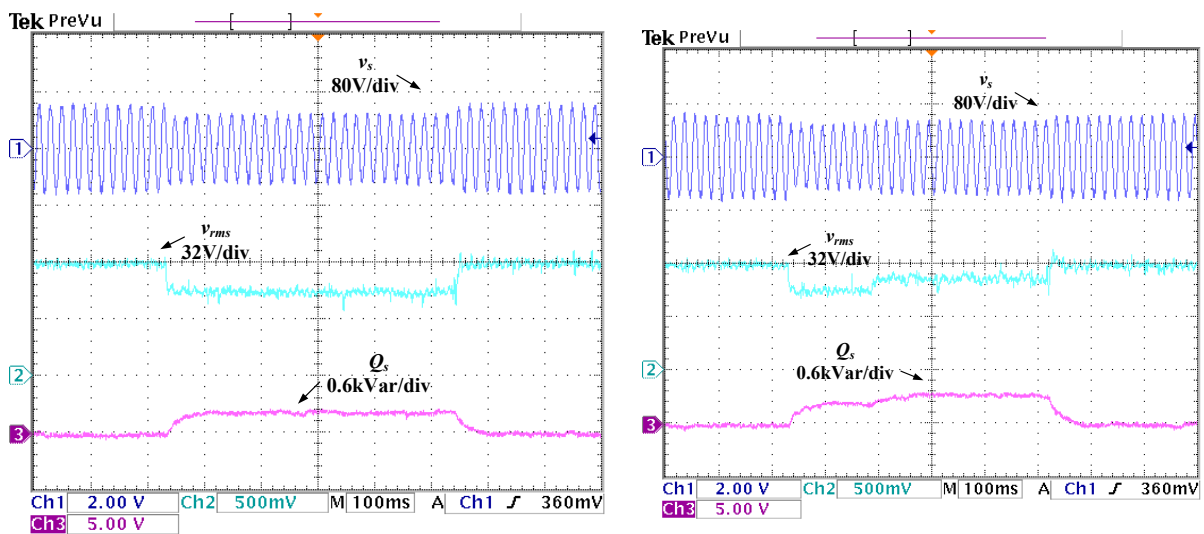 Tek PreVu
vs
80V/div
1
vrms
32V/div
2
Qs
0.6kVar/div
3
Ch1 2.00 V Ch2 500mV M 100ms A Ch1 ƒ 360mV
Ch3 5.00 V
Tek PreVu
vs
80V/div
1
vrms
32V/div
2
Qs
0.6kVar/div
3
Ch1 2.00 V Ch2 500mV M 100ms A Ch1 ƒ 360mV
Ch3 5.00 V